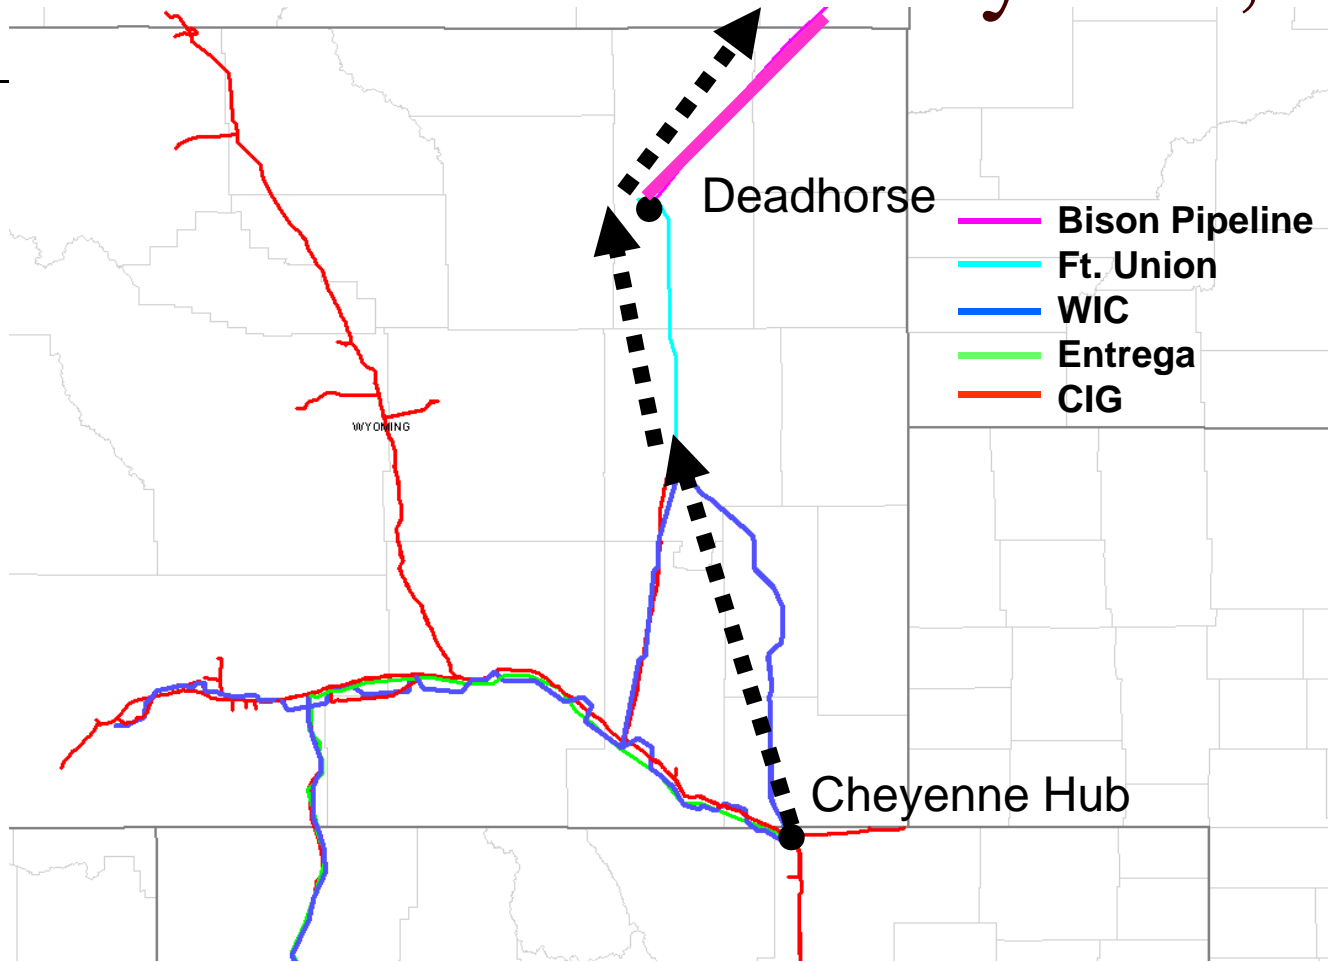 Deadhorse
Bison Pipeline
Ft. Union
WIC
Entrega
CIG
WYOMING
Cheyenne Hub